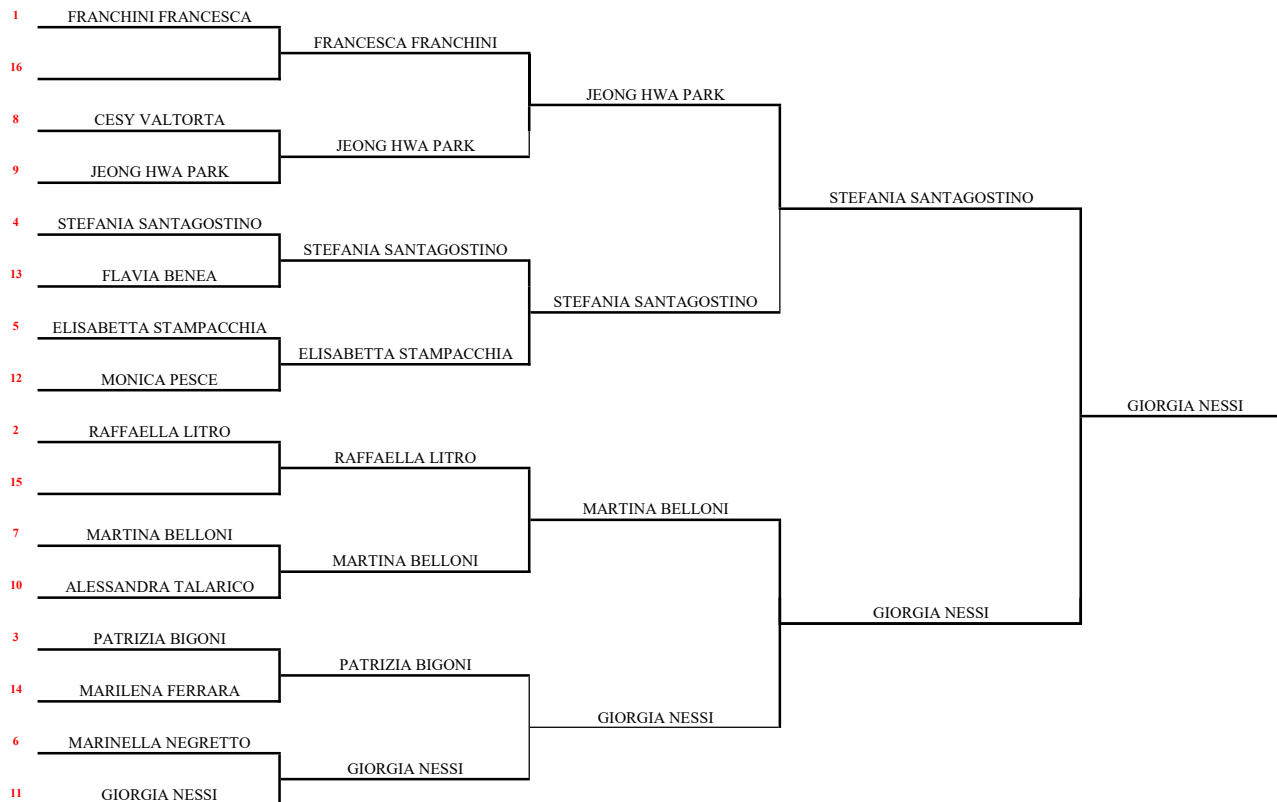 1 FRANCHINI FRANCESCA
FRANCESCA FRANCHINI
16
JEONG HWA PARK
8 CESY VALTORTA
JEONG HWA PARK
9 JEONG HWA PARK
STEFANIA SANTAGOSTINO
4 STEFANIA SANTAGOSTINO
STEFANIA SANTAGOSTINO
13 FLAVIA BENEA
STEFANIA SANTAGOSTINO
5 ELISABETTA STAMPACCHIA
ELISABETTA STAMPACCHIA
12 MONICA PESCE
GIORGIA NESSI
2 RAFFAELLA LITRO
RAFFAELLA LITRO
15
MARTINA BELLONI
7 MARTINA BELLONI
MARTINA BELLONI
10 ALESSANDRA TALARICO
GIORGIA NESSI
3 PATRIZIA BIGONI
PATRIZIA BIGONI
14 MARILENA FERRARA
GIORGIA NESSI
6 MARINELLA NEGRETTO
GIORGIA NESSI
11 GIORGIA NESSI